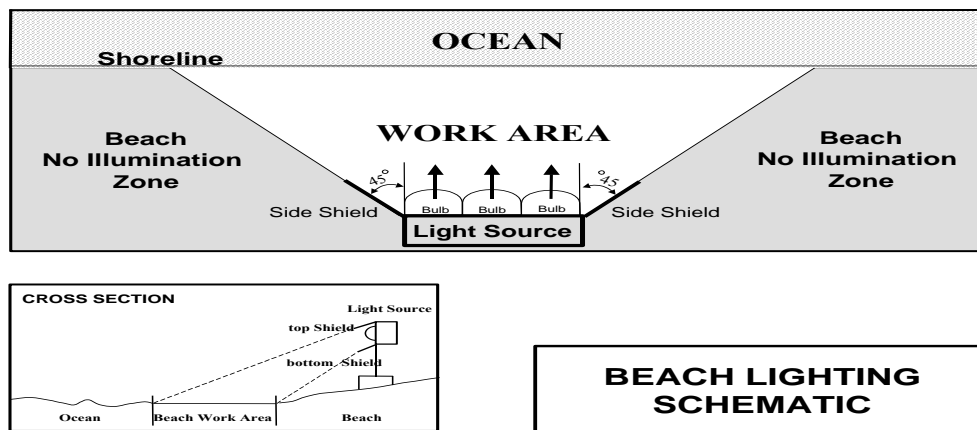 OCEAN
Shoreline
WORK AREA
Beach
No Illumination
Zone
Beach
No Illumination
Zone
45°
°45
Side Shield
Bulb
Bulb
Bulb
Side Shield
Light Source
CROSS SECTION
Light Source
top Shield
bottom Shield
Ocean
Beach Work Area
Beach
BEACH LIGHTING
SCHEMATIC